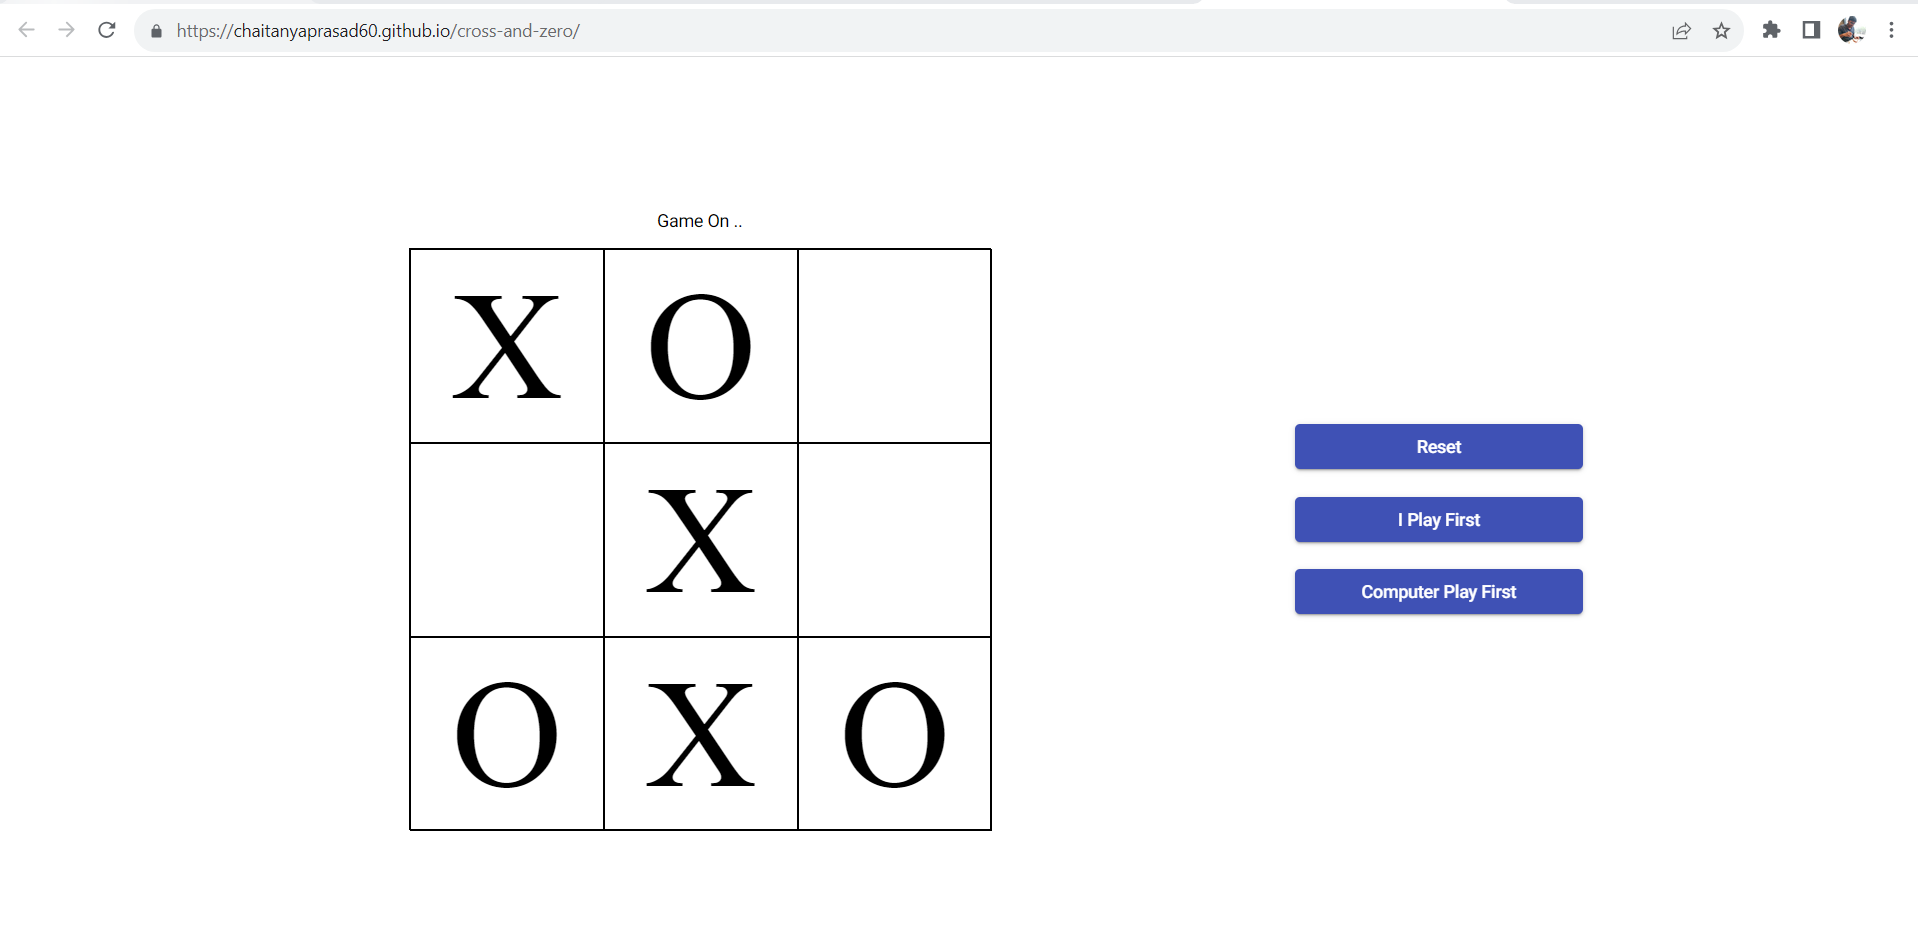 https://chaitanyaprasad60.github.io/cross-and-zero/
Game On ..
X O
X
O X O
Reset
I Play First
Computer Play First